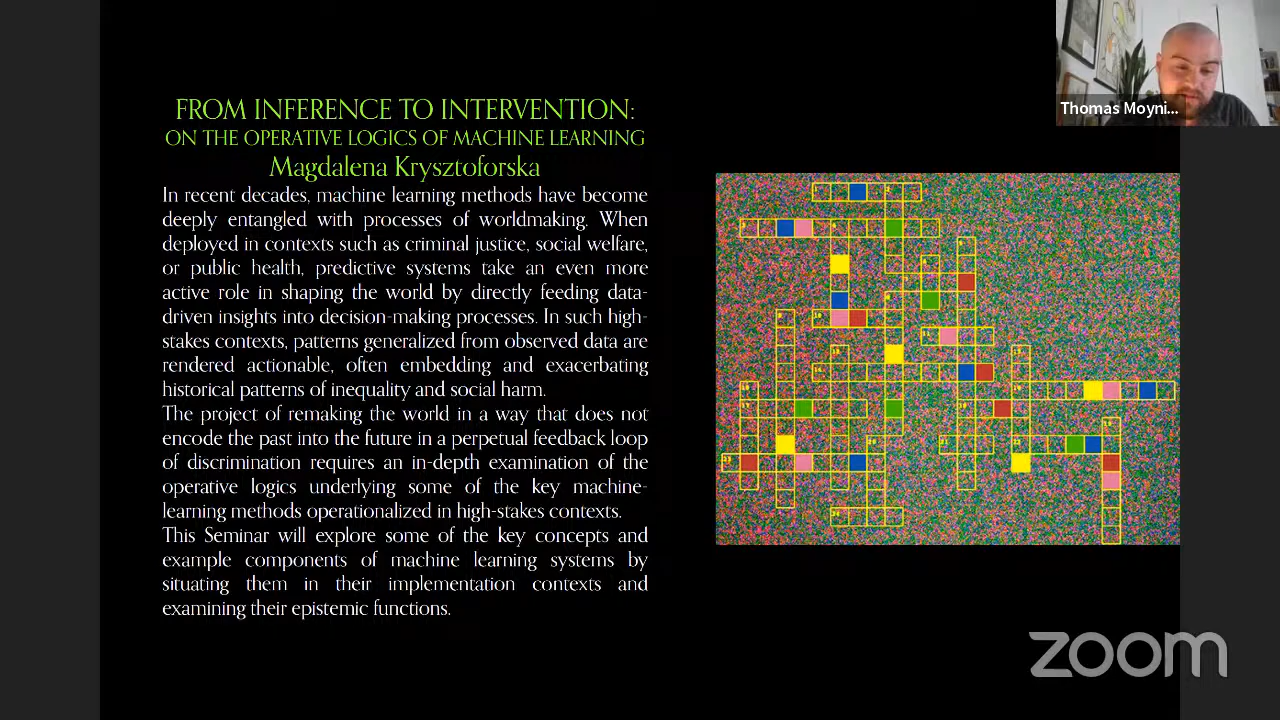 FROM INFERENCE TO INTERVENTION:
ON THE OPERATIVE LOGICS OF MACHINE LEARNING
Magdalena Krysztoforska
In recent decades, machine learning methods have become
deeply entangled with processes of worldmaking. When
deployed in contexts such as criminal justice, social welfare,
or public health, predictive systems take an even more
active role in shaping the world by directly feeding data-
driven insights into decision-making processes. In such high-
stakes contexts, patterns generalized from observed data are
rendered actionable, often embedding and exacerbating
historical patterns of inequality and social harm.
The project of remaking the world in a way that does not
encode the past into the future in a perpetual feedback loop
of discrimination requires an in-depth examination of the
operative logics underlying some of the key machine-
learning methods operationalized in high-stakes contexts.
This Seminar will explore some of the key concepts and
example components of machine learning systems by
situating them in their implementation contexts and
examining their epistemic functions.
Thomas Moyni...
zoom